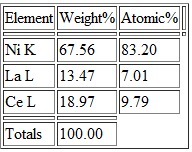 Element Weight% Atomic%
Ni K 67.56 83.20
La L 13.47 7.01
Ce L 18.97 9.79
Totals 100.00